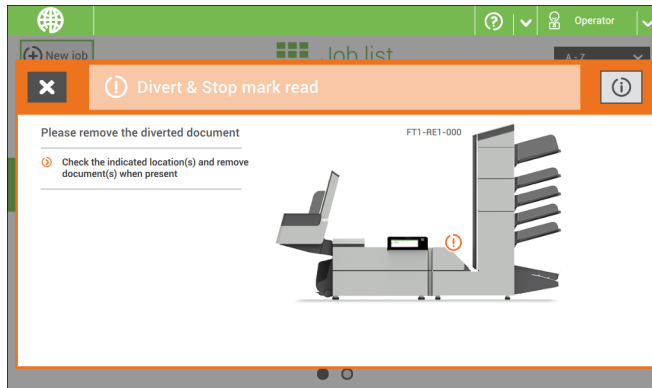 Operator
New job
Job list
A - Z
Divert & Stop mark read
Please remove the diverted document
FT1-RE1-000
Check the indicated location(s) and remove
document(s) when present